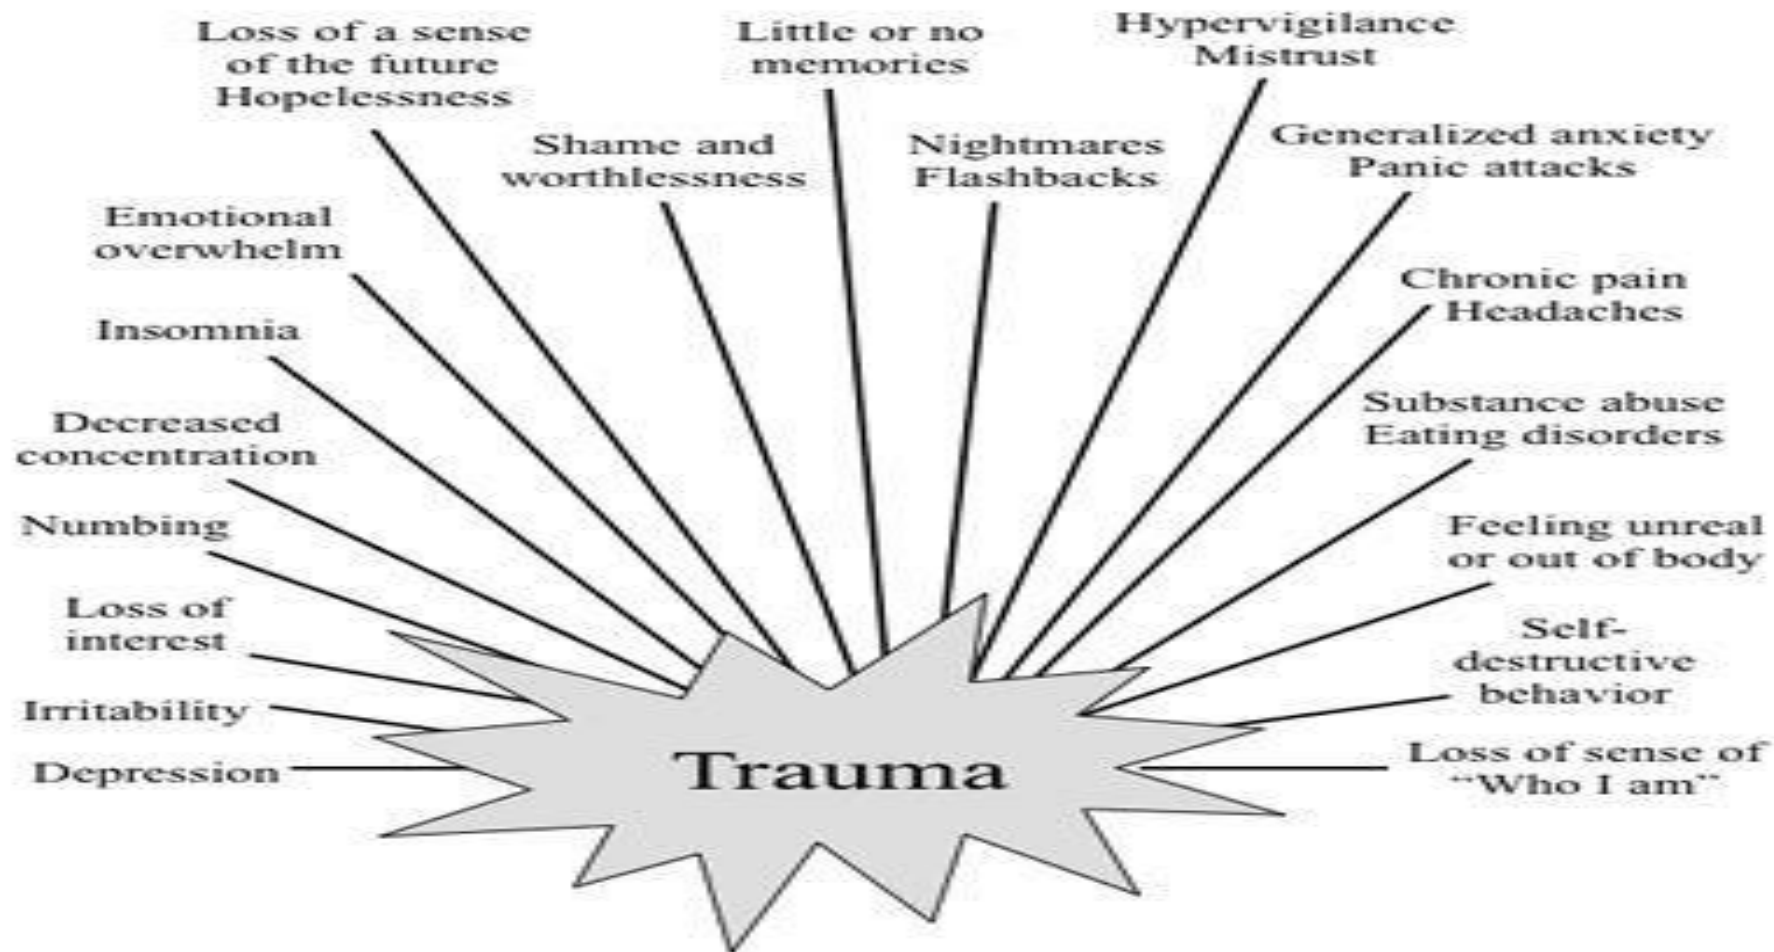 Loss of a sense
of the future
Hopelessness
Little or no
memories
Hypervigilance
Mistrust
Shame and
worthlessness
Nightmares
Flashbacks
Generalized anxiety
Panic attacks
Emotional
overwhelm
Chronic pain
Headaches
Insomnia
Substance abuse
Eating disorders
Decreased
concentration
Numbing
Feeling unreal
or out of body
Loss of
interest
Self-
destructive
behavior
Irritability
Depression
Loss of sense of
“Who I am”
Trauma